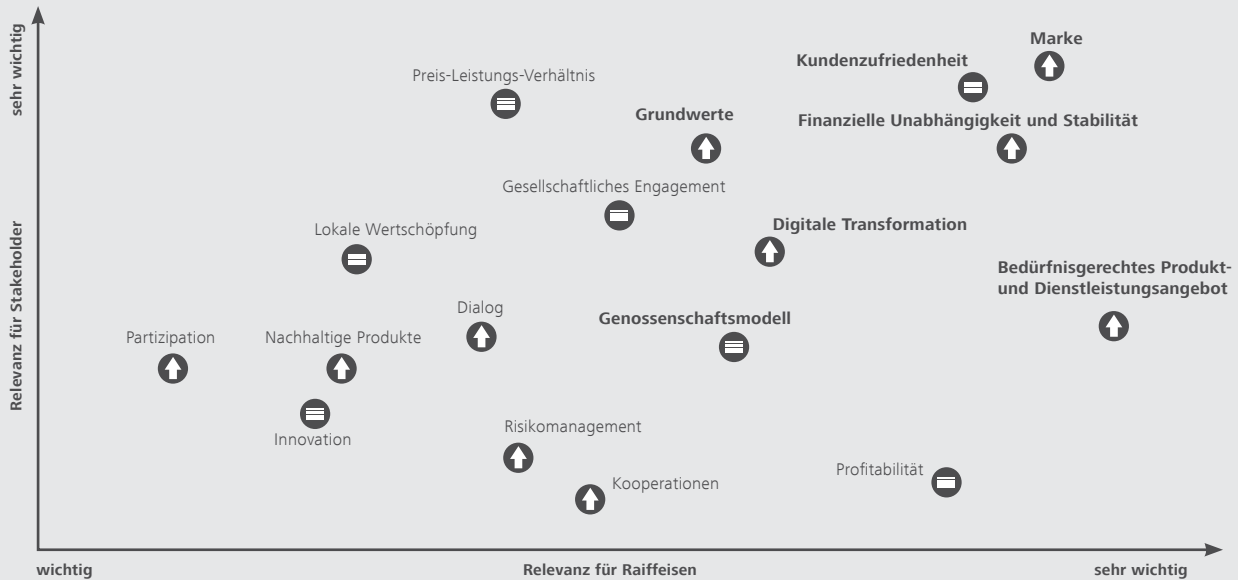 sehr wichtig
Marke
Kundenzufriedenheit
Preis-Leistungs-Verhältnis
Grundwerte
Finanzielle Unabhängigkeit und Stabilität
Gesellschaftliches Engagement
Digitale Transformation
Lokale Wertschöpfung
Bedürfnisgerechtes Produkt-
und Dienstleistungsangebot
Relevanz für Stakeholder
Dialog
Genossenschaftsmodell
Partizipation
Nachhaltige Produkte
Innovation
Risikomanagement
Kooperationen
Profitabilität
wichtig
Relevanz für Raiffeisen
sehr wichtig